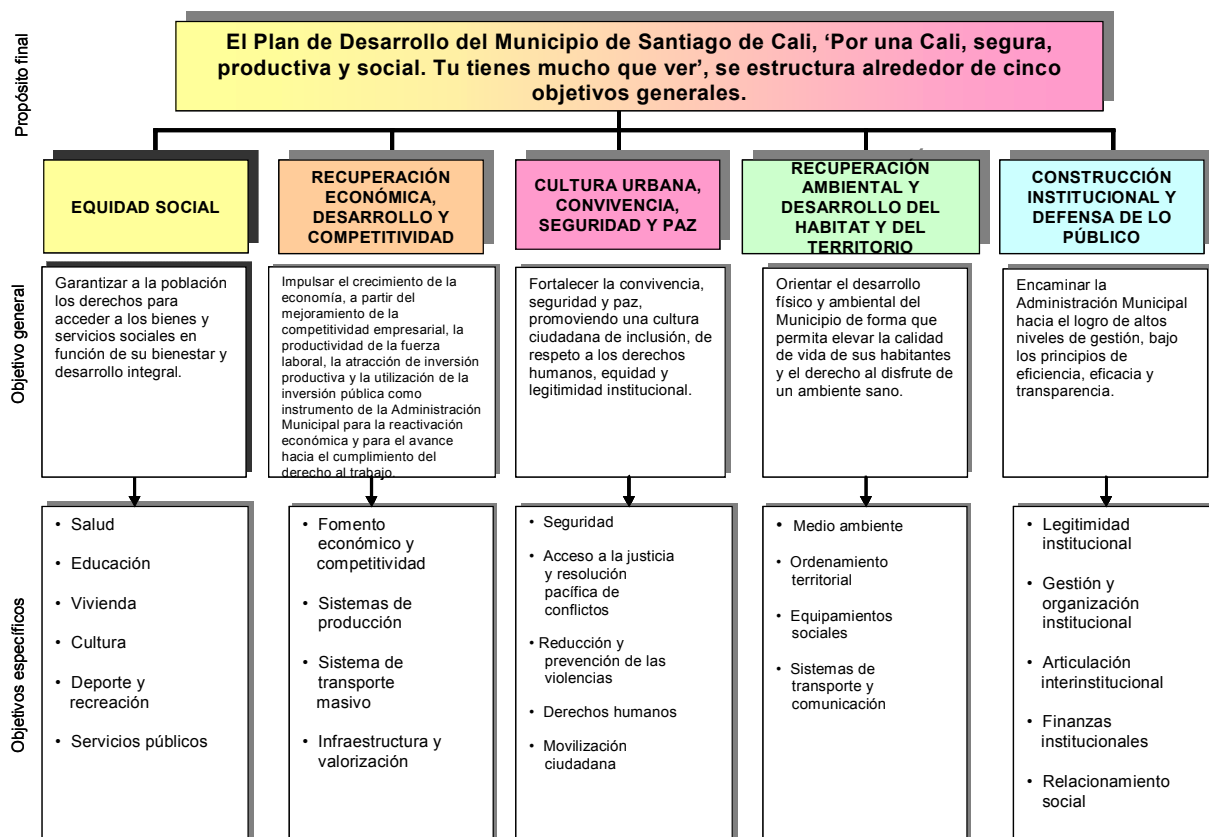 Propósito final
El Plan de Desarrollo del Municipio de Santiago de Cali, ‘Por una Cali, segura,
productiva y social. Tu tienes mucho que ver’, se estructura alrededor de cinco
objetivos generales.
EQUIDAD SOCIAL
RECUPERACIÓN
ECONÓMICA,
DESARROLLO Y
COMPETITIVIDAD
CULTURA URBANA,
CONVIVENCIA,
SEGURIDAD Y PAZ
RECUPERACIÓN
AMBIENTAL Y
DESARROLLO DEL
HABITAT Y DEL
TERRITORIO
CONSTRUCCIÓN
INSTITUCIONAL Y
DEFENSA DE LO
PÚBLICO
Objetivo general
Garantizar a la población
los derechos para
acceder a los bienes y
servicios sociales en
función de su bienestar y
desarrollo integral.
Impulsar el crecimiento de la
economía, a partir del
mejoramiento de la
competitividad empresarial, la
productividad de la fuerza
laboral, la atracción de inversión
productiva y la utilización de la
inversión pública como
instrumento de la Administración
Municipal para la reactivación
económica y para el avance
hacia el cumplimiento del
derecho al trabajo.
Fortalecer la convivencia,
seguridad y paz,
promoviendo una cultura
ciudadana de inclusión, de
respeto a los derechos
humanos, equidad y
legitimidad institucional.
Orientar el desarrollo
físico y ambiental del
Municipio de forma que
permita elevar la calidad
de vida de sus habitantes
y el derecho al disfrute de
un ambiente sano.
Encaminar la
Administración Municipal
hacia el logro de altos
niveles de gestión, bajo
los principios de
eficiencia, eficacia y
transparencia.
Objetivos específicos
• Salud
• Educación
• Vivienda
• Cultura
• Deporte y
recreación
• Servicios públicos
• Fomento
económico y
competitividad
• Sistemas de
producción
• Sistema de
transporte
masivo
• Infraestructura y
valorización
• Seguridad
• Acceso a la justicia
y resolución
pacífica de
conflictos
• Reducción y
prevención de las
violencias
• Derechos humanos
• Movilización
ciudadana
• Medio ambiente
• Ordenamiento
territorial
• Equipamientos
sociales
• Sistemas de
transporte y
comunicación
• Legitimidad
institucional
• Gestión y
organización
institucional
• Articulación
interinstitucional
• Finanzas
institucionales
• Relacionamiento
social